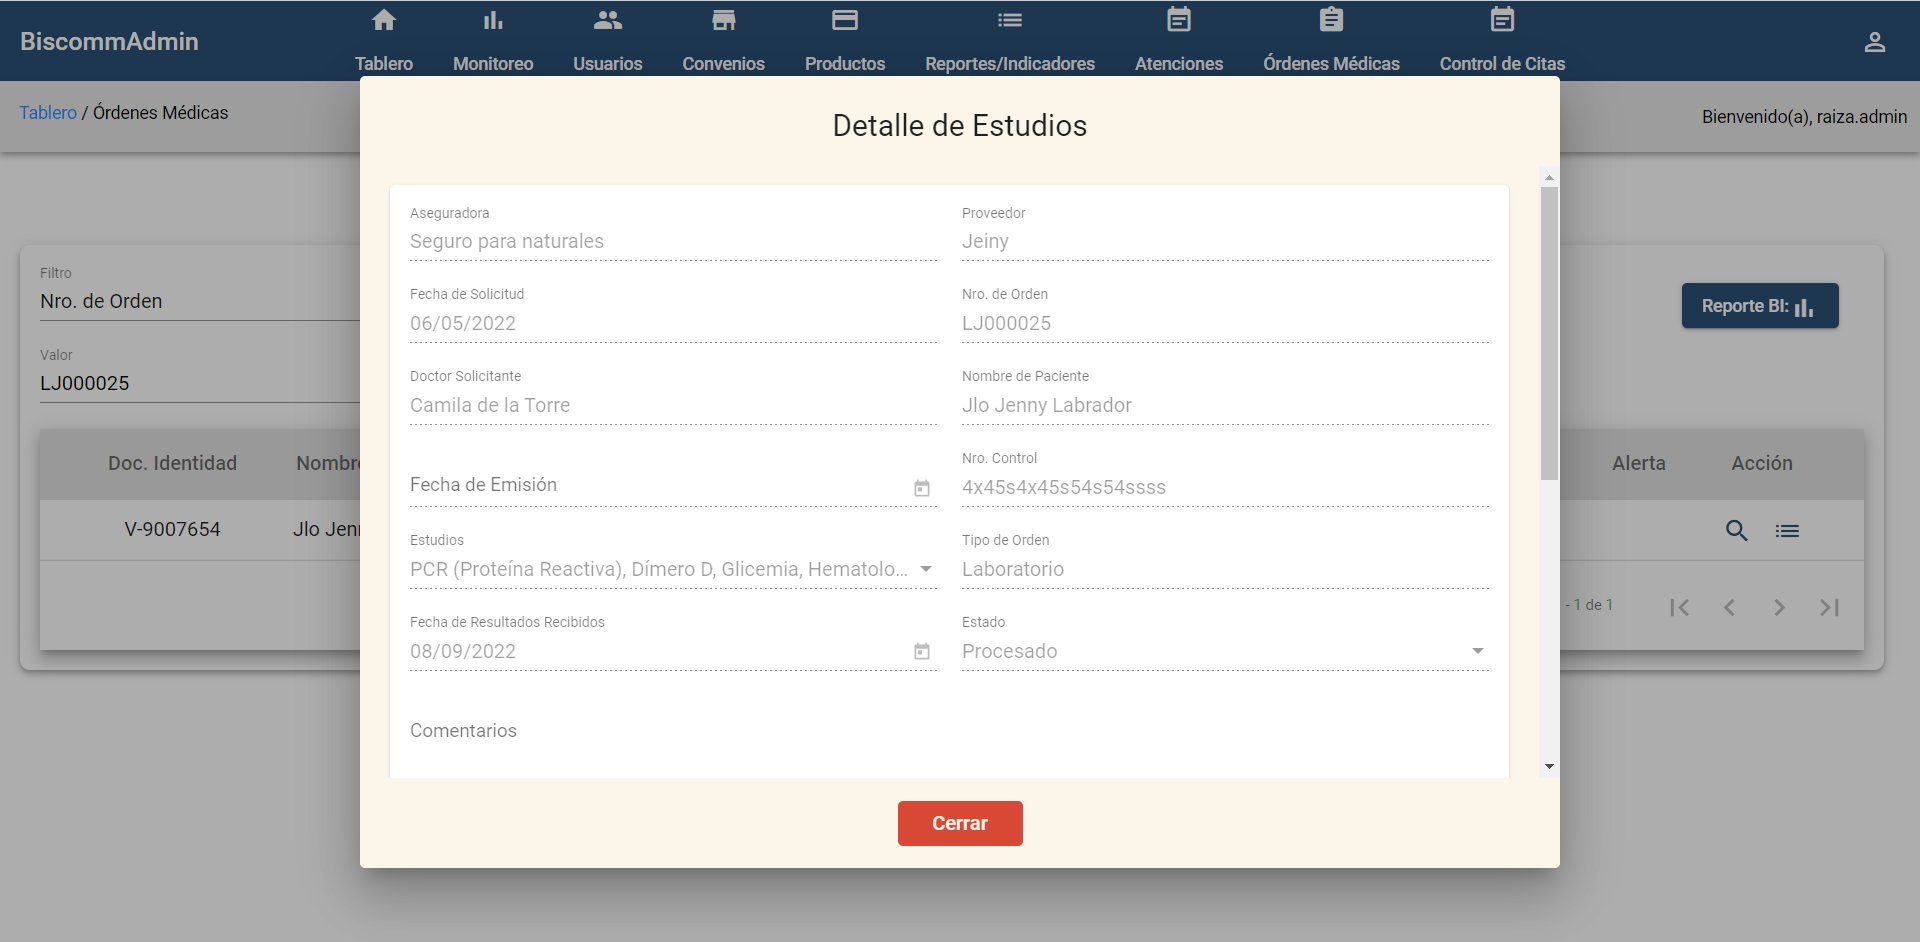 BiscommAdmin
Tablero
Monitoreo
Usuarios
Convenios
Productos
Reportes/Indicadores
Atenciones
Órdenes Médicas
Control de Citas
Tablero / Órdenes Médicas
Bienvenido(a), raiza.admin
Detalle de Estudios
Aseguradora
Seguro para naturales
Proveedor
Jeiny
Fecha de Solicitud
06/05/2022
Nro. de Orden
LJ000025
Doctor Solicitante
Camila de la Torre
Nombre de Paciente
Jlo Jenny Labrador
Fecha de Emisión
Nro. Control
4x45s4x45s54s54ssss
Estudios
PCR (Proteína Reactiva), Dímero D, Glicemia, Hematolo...
Tipo de Orden
Laboratorio
Fecha de Resultados Recibidos
08/09/2022
Estado
Procesado
Comentarios
Cerrar
Filtro
Nro. de Orden
Valor
LJ000025
Reporte BI:
Doc. Identidad
Nombre
Alerta
Acción
V-9007654
Jlo Jen
- 1 de 1